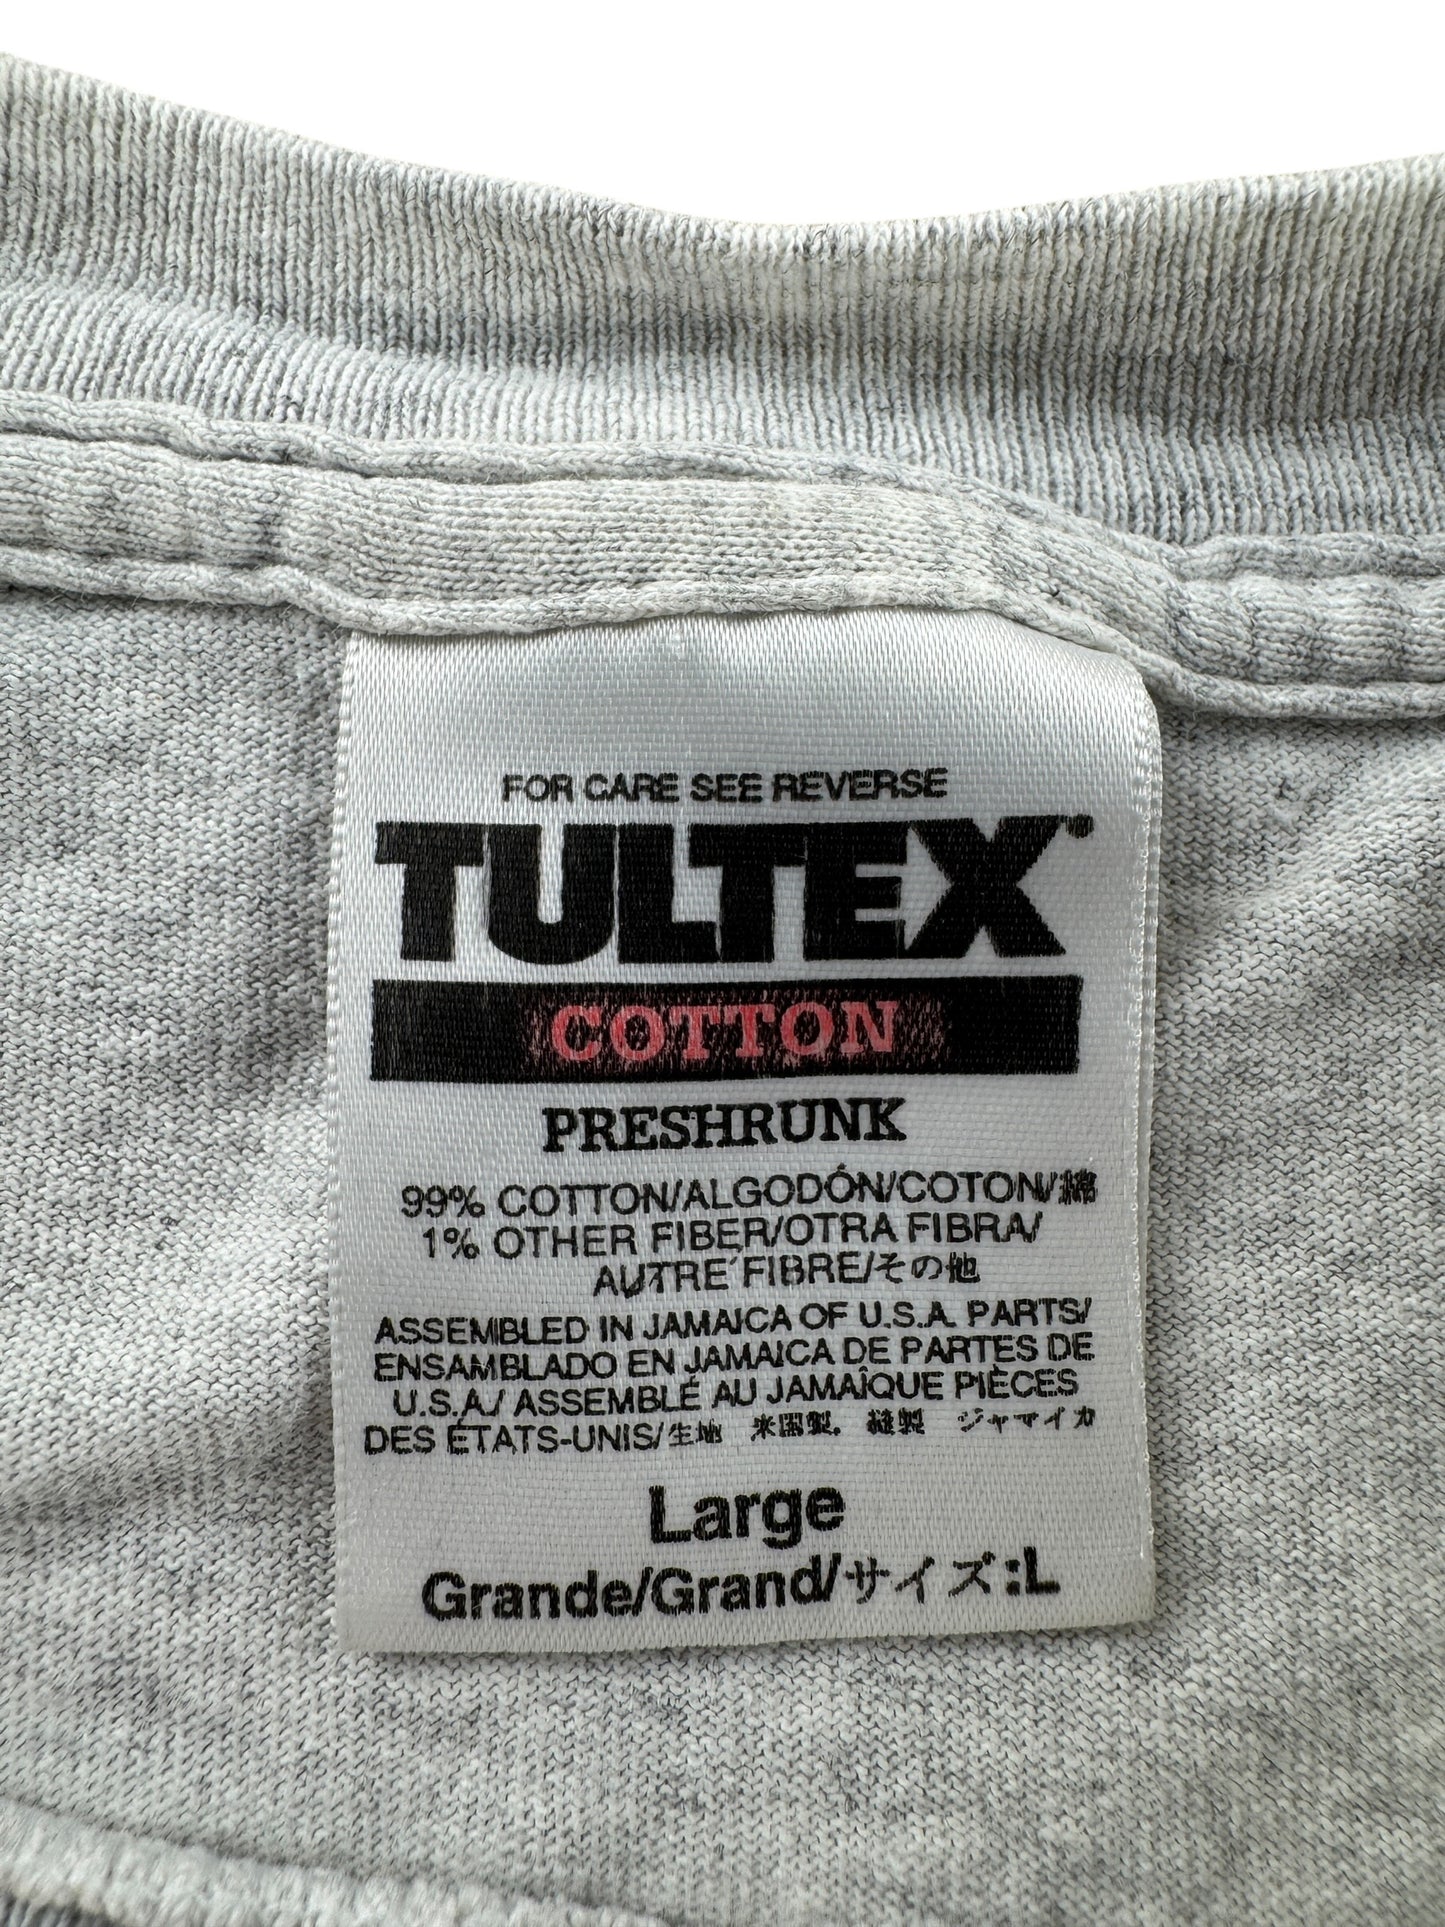 FOR CARE SEE REVERSE
TULTEX®
COTTON
PRESHRUNK
99% COTTON/ALGODÓN/COTON/綿
1% OTHER FIBER/OTRA FIBRA/
AUTRE FIBRE/その他
ASSEMBLED IN JAMAICA OF U.S.A. PARTS/
ENSAMBLADO EN JAMAICA DE PARTES DE
U.S.A./ ASSEMBLÉ AU JAMAÎQUE PIÈCES
DES ÉTATS-UNIS/生地 米国製. 縫製 ジャマイカ
Large
Grande/Grand/サイズ:L